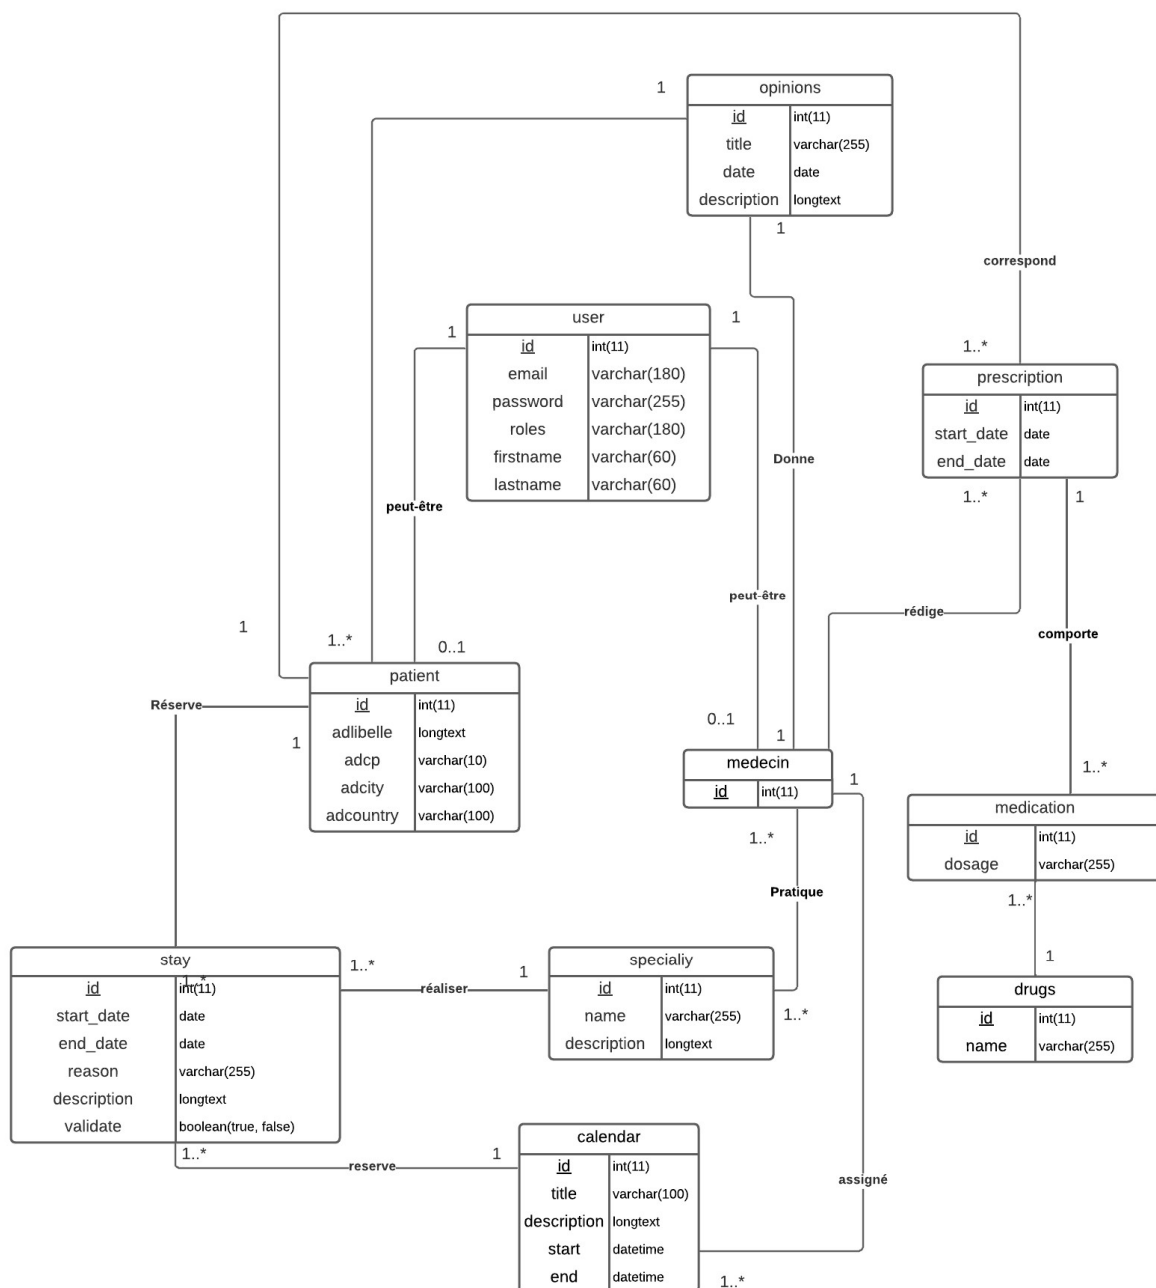 1
opinions
id int(11)
title varchar(255)
date date
description longtext
1
correspond
user
1
1
id int(11)
email varchar(180)
password varchar(255)
roles varchar(180)
firstname varchar(60)
lastname varchar(60)
1..*
prescription
id int(11)
start_date date
end_date date
Donne
1..*
1
peut-être
peut-être
rédige
comporte
1
1..*
0..1
patient
id int(11)
adlibelle longtext
adcp varchar(10)
adcity varchar(100)
adcountry varchar(100)
Réserve
1
0..1
1
medecin
id int(11)
1
1..*
1..*
medication
id int(11)
dosage varchar(255)
Pratique
1..*
1
drugs
id int(11)
name varchar(255)
stay
1..*
id int(11)
start_date date
end_date date
reason varchar(255)
description longtext
validate boolean(true, false)
1..*
réaliser
1
specialiy
id int(11)
name varchar(255)
description longtext
1..*
1..*
reserve
1
calendar
id int(11)
title varchar(100)
description longtext
start datetime
end datetime
assigné
1..*